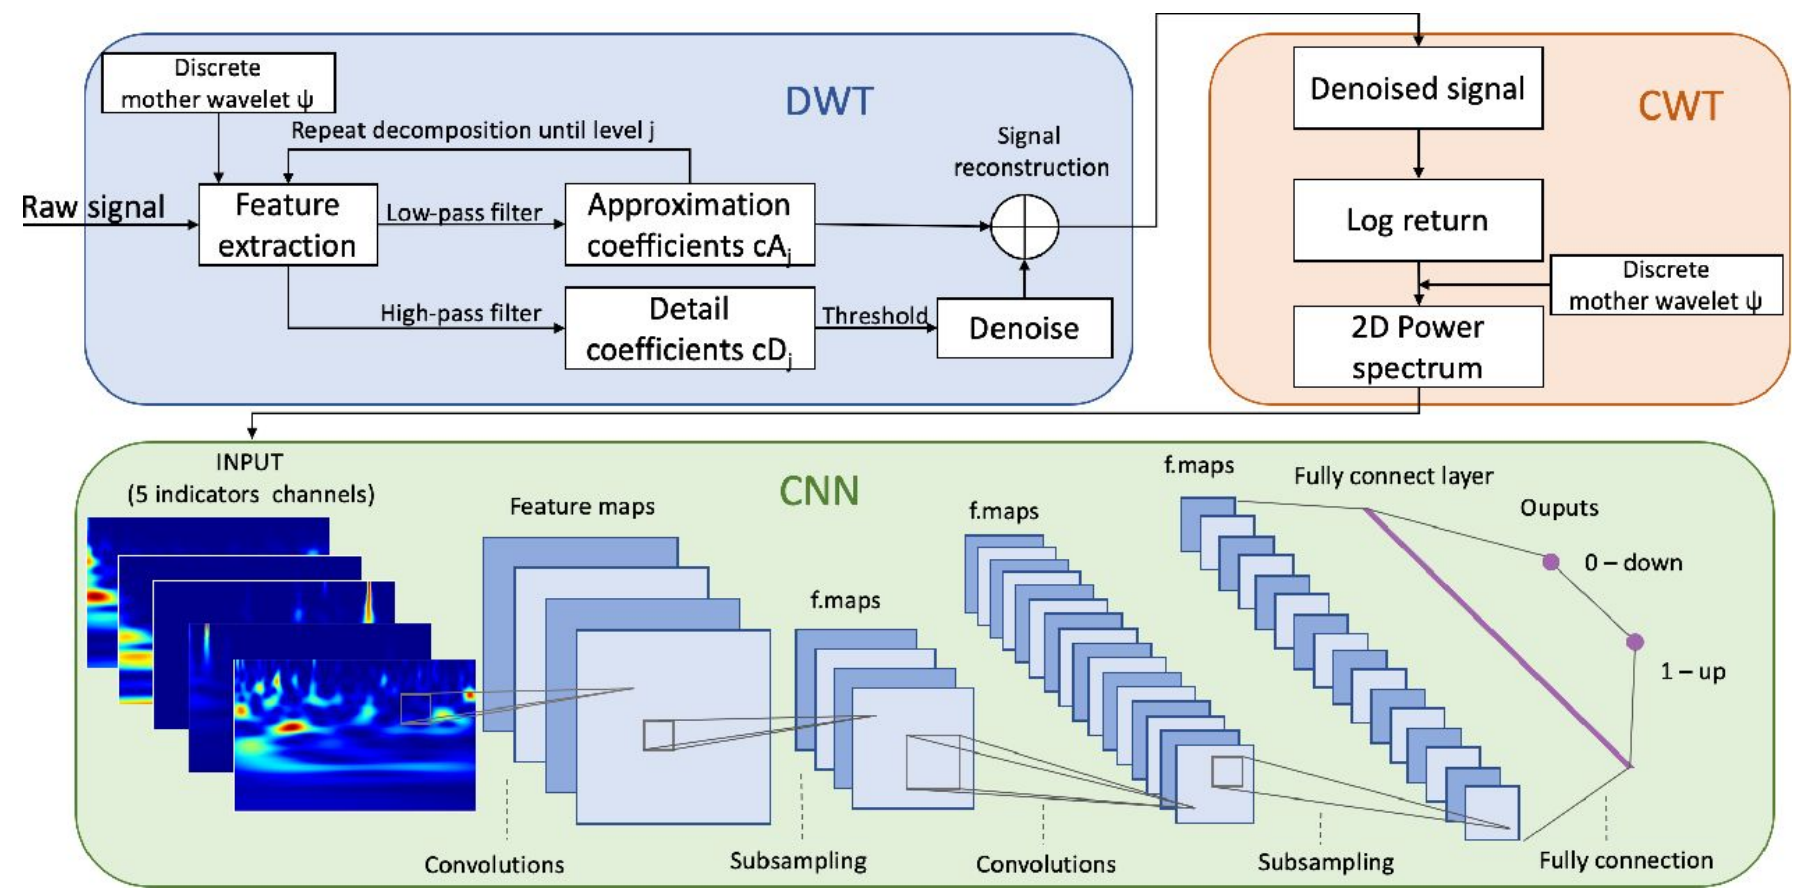 Discrete
mother wavelet ψ
DWT
Repeat decomposition until level j
Signal
reconstruction
Raw signal
Feature
extraction
Low-pass filter
Approximation
coefficients cAj
High-pass filter
Detail
coefficients cDj
Threshold
Denoise
Denoised signal
CWT
Log return
Discrete
mother wavelet ψ
2D Power
spectrum
INPUT
(5 indicators channels)
CNN
Feature maps
f.maps
f.maps
f.maps
Fully connect layer
Ouputs
0 – down
1 – up
Convolutions
Subsampling
Convolutions
Subsampling
Fully connection